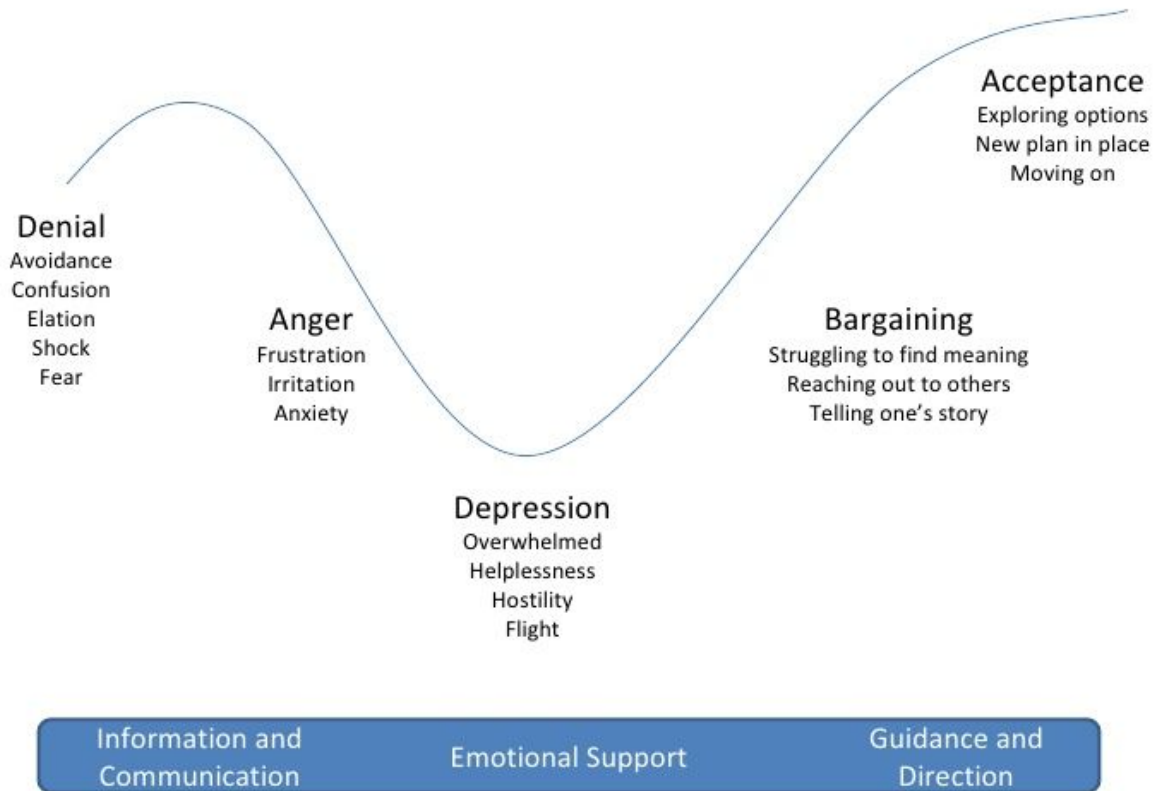 Denial
Avoidance
Confusion
Elation
Shock
Fear
Anger
Frustration
Irritation
Anxiety
Depression
Overwhelmed
Helplessness
Hostility
Flight
Bargaining
Struggling to find meaning
Reaching out to others
Telling one’s story
Acceptance
Exploring options
New plan in place
Moving on
Information and
Communication
Emotional Support
Guidance and
Direction